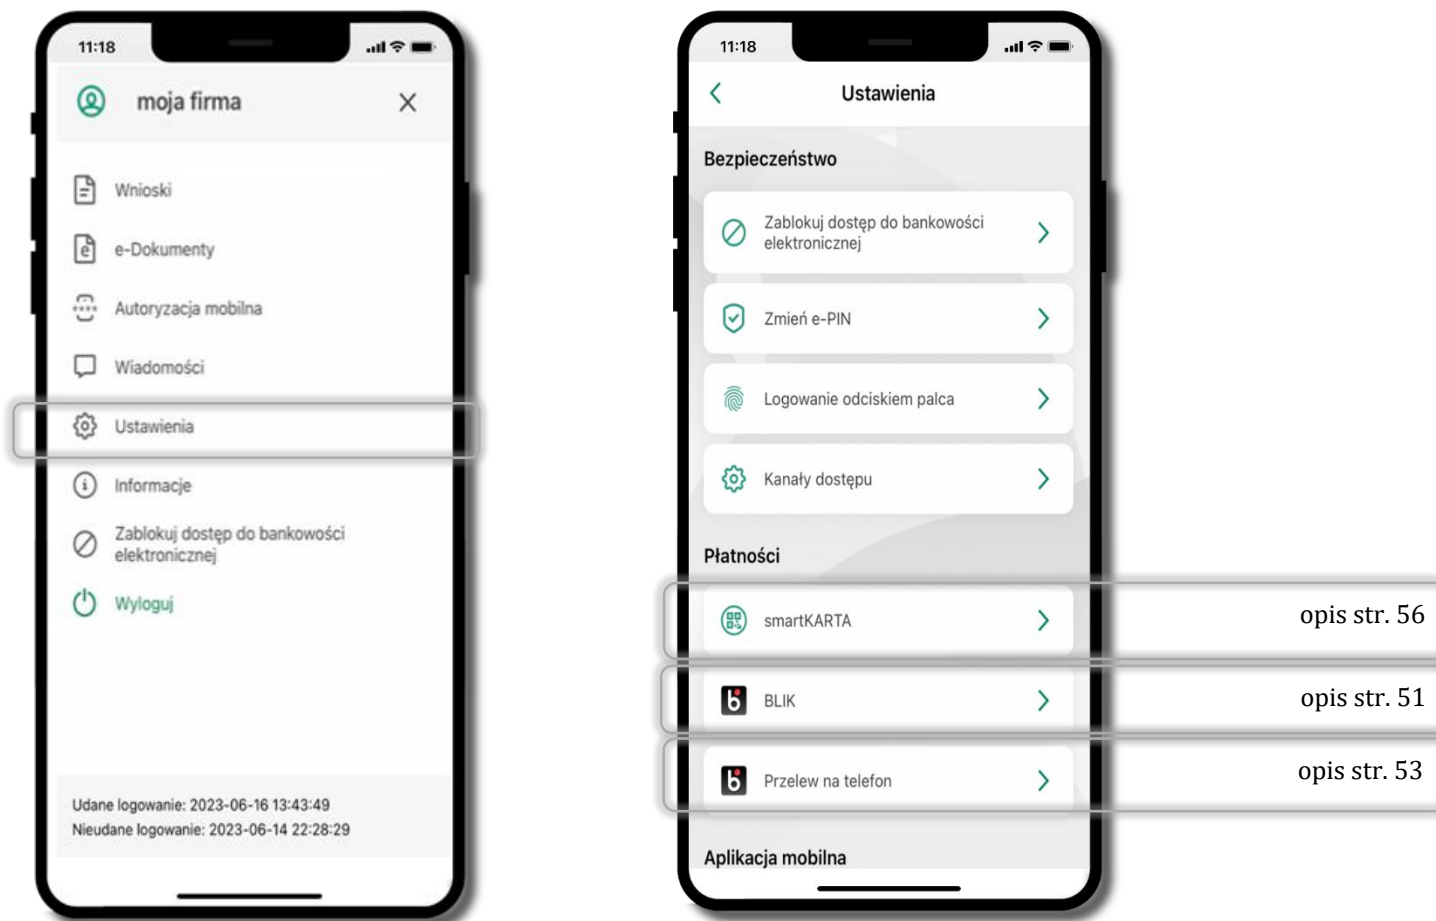 11:18
moja firma
Wnioski
e-Dokumenty
Autoryzacja mobilna
Wiadomości
Ustawienia
Informacje
Zablokuj dostęp do bankowości
elektronicznej
Wyloguj
Udane logowanie: 2023-06-16 13:43:49
Nieudane logowanie: 2023-06-14 22:28:29
11:18
Ustawienia
Bezpieczeństwo
Zablokuj dostęp do bankowości
elektronicznej
Zmień e-PIN
Logowanie odciskiem palca
Kanały dostępu
Płatności
smartKARTA
opis str. 56
BLIK
opis str. 51
Przelew na telefon
opis str. 53
Aplikacja mobilna